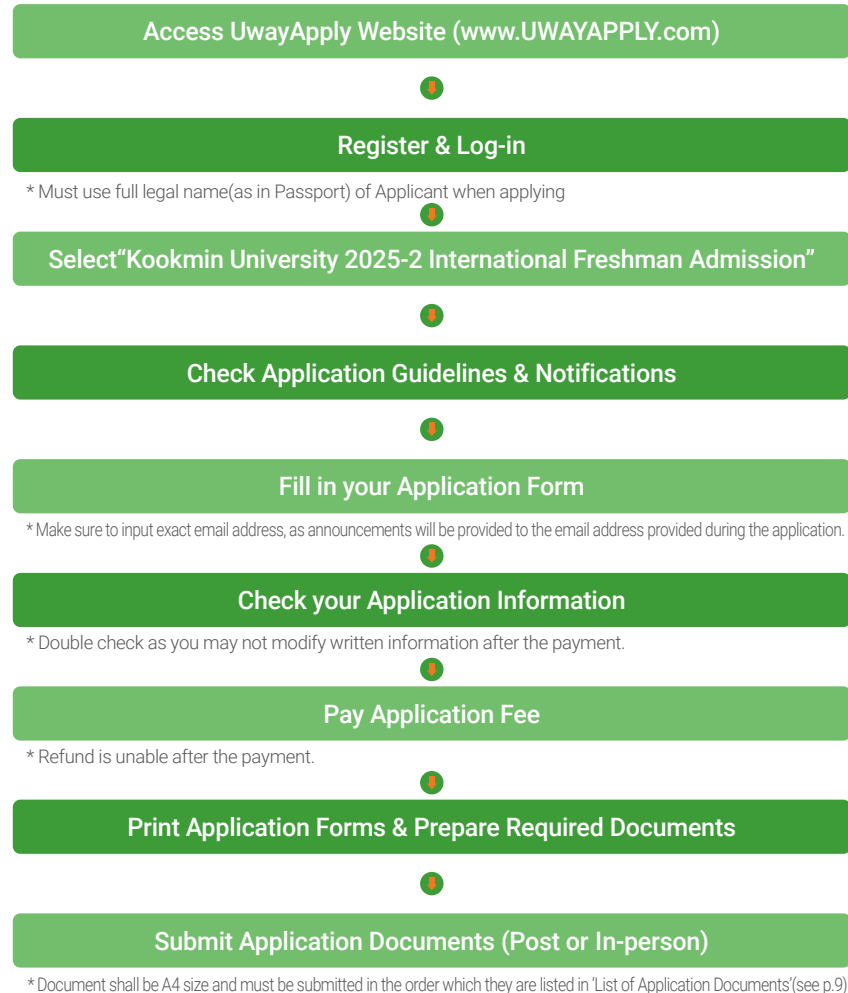 Access UwayApply Website (www.UWAYAPPLY.com)
Register & Log-in
* Must use full legal name(as in Passport) of Applicant when applying
Select“Kookmin University 2025-2 International Freshman Admission”
Check Application Guidelines & Notifications
Fill in your Application Form
* Make sure to input exact email address, as announcements will be provided to the email address provided during the application.
Check your Application Information
* Double check as you may not modify written information after the payment.
Pay Application Fee
* Refund is unable after the payment.
Print Application Forms & Prepare Required Documents
Submit Application Documents (Post or In-person)
* Document shall be A4 size and must be submitted in the order which they are listed in ‘List of Application Documents’(see p.9)